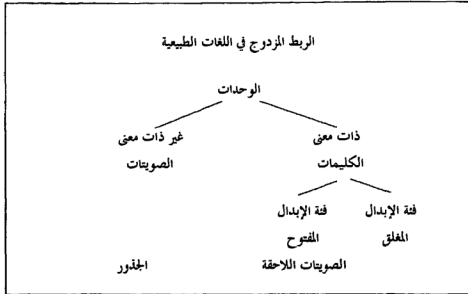 الربط المزدوج في اللغات الطبيعية
الوحدات
ذات معنى غير ذات معنى
الكليمات الصويتات
فئة الإبدال فئة الإبدال
المغلق المفتوح
الصويتات اللاحقة الجذور